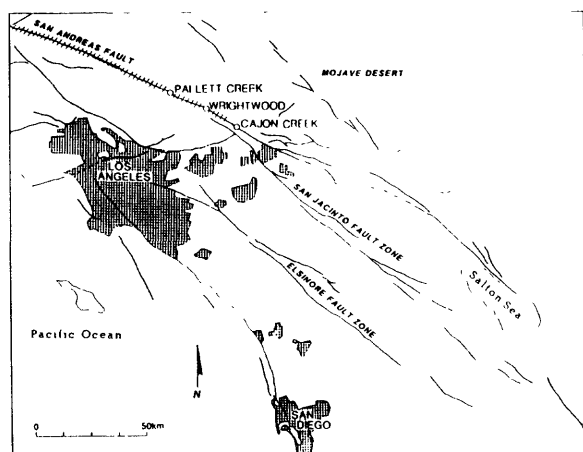 SAN ANDREAS FAULT
MOJAVE DESERT
PALLETT CREEK
WRIGHTWOOD
CAJON CREEK
LOS
ANGELES
SAN JACINTO FAULT ZONE
ELSINORE FAULT ZONE
Salton Sea
Pacific Ocean
N
SAN
DIEGO
0
50km